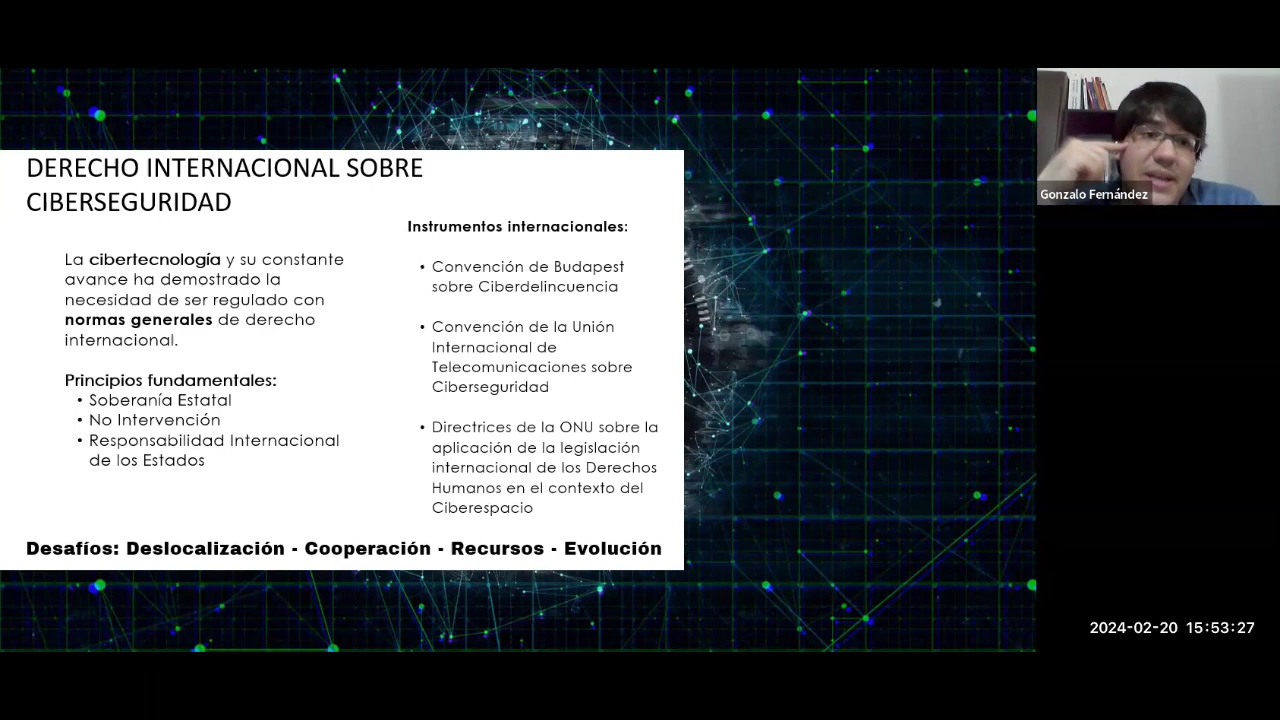 DERECHO INTERNACIONAL SOBRE
CIBERSEGURIDAD
La cibertecnología y su constante
avance ha demostrado la
necesidad de ser regulado con
normas generales de derecho
internacional.
Principios fundamentales:
• Soberanía Estatal
• No Intervención
• Responsabilidad Internacional
de los Estados
Instrumentos internacionales:
• Convención de Budapest
sobre Ciberdelincuencia
• Convención de la Unión
Internacional de
Telecomunicaciones sobre
Ciberseguridad
• Directrices de la ONU sobre la
aplicación de la legislación
internacional de los Derechos
Humanos en el contexto del
Ciberespacio
Desafíos: Deslocalización - Cooperación - Recursos - Evolución
Gonzalo Fernández
2024-02-20 15:53:27